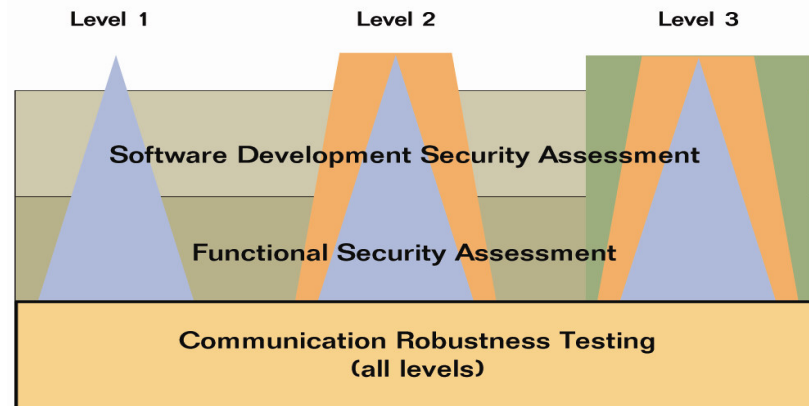 Level 1
Level 2
Level 3
Software Development Security Assessment
Functional Security Assessment
Communication Robustness Testing
(all levels)